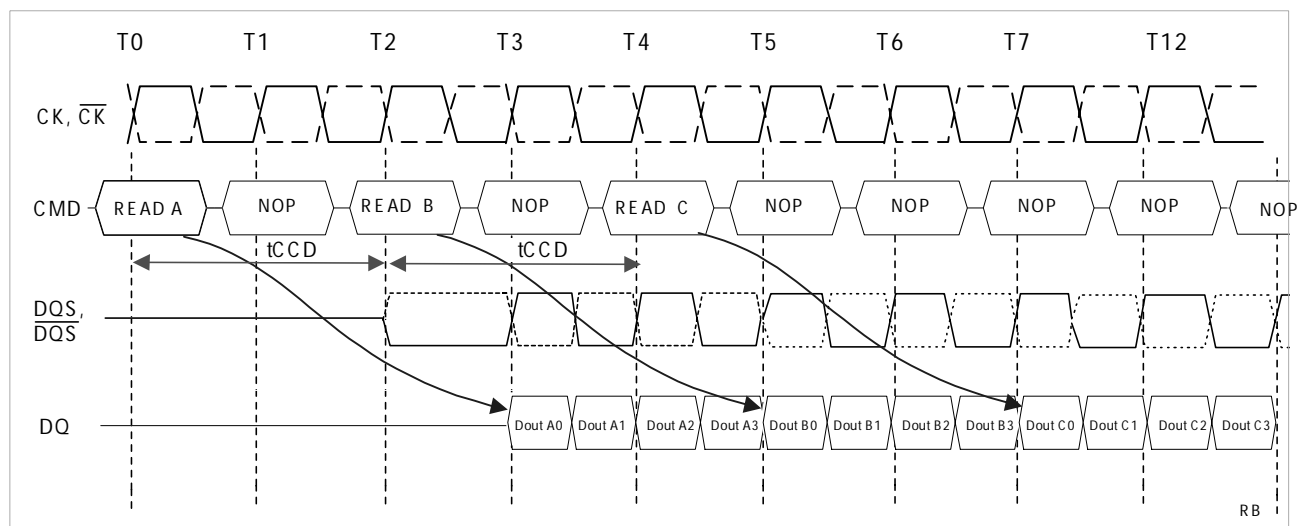 T0 T1 T2 T3 T4 T5 T6 T7 T12
CK, CK
CMD READ A NOP READ B NOP READ C NOP NOP NOP NOP NOP
tCCD tCCD
DQS,
DQS
DQ Dout A0 Dout A1 Dout A2 Dout A3 Dout B0 Dout B1 Dout B2 Dout B3 Dout C0 Dout C1 Dout C2 Dout C3
RB